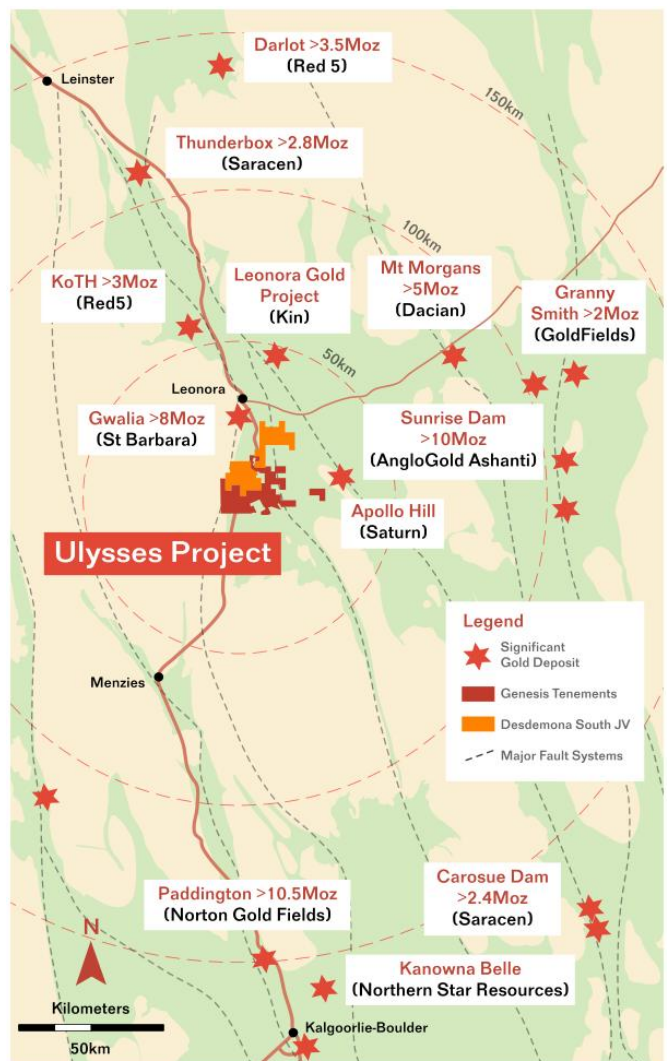 Darlot >3.5Moz
(Red 5)
Leinster
150km
Thunderbox >2.8Moz
(Saracen)
100km
KoTH >3Moz
(Red5)
Leonora Gold
Project
(Kin)
Mt Morgans
>5Moz
(Dacian)
Granny
Smith >2Moz
(GoldFields)
50km
Leonora
Gwalia >8Moz
(St Barbara)
Sunrise Dam
>10Moz
(AngloGold Ashanti)
Apollo Hill
(Saturn)
Ulysses Project
Legend
Significant
Gold Deposit
Genesis Tenements
Desdemona South JV
Major Fault Systems
Menzies
Paddington >10.5Moz
(Norton Gold Fields)
Carosue Dam
>2.4Moz
(Saracen)
N
Kanowna Belle
(Northern Star Resources)
Kilometers
50km
Kalgoorlie-Boulder